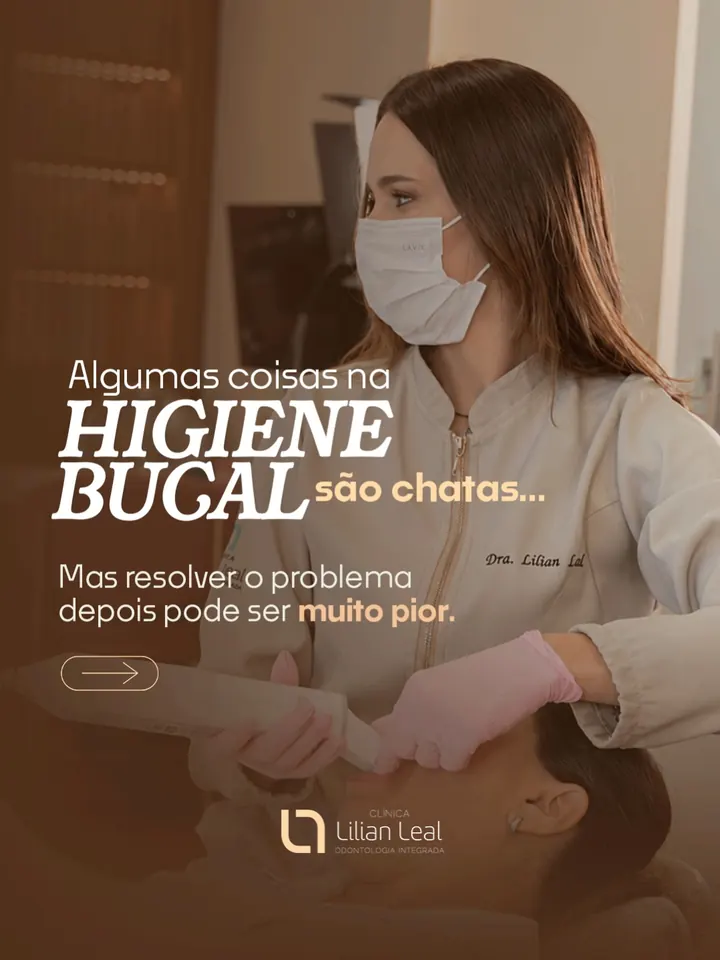 Algumas coisas na
HIGIENE
BUCAL são chatas...
Dra. Lilian Lal
Mas resolver o problema
depois pode ser muito pior.
CLÍNICA
Lilian Leal
ODONTOLOGIA INTEGRADA